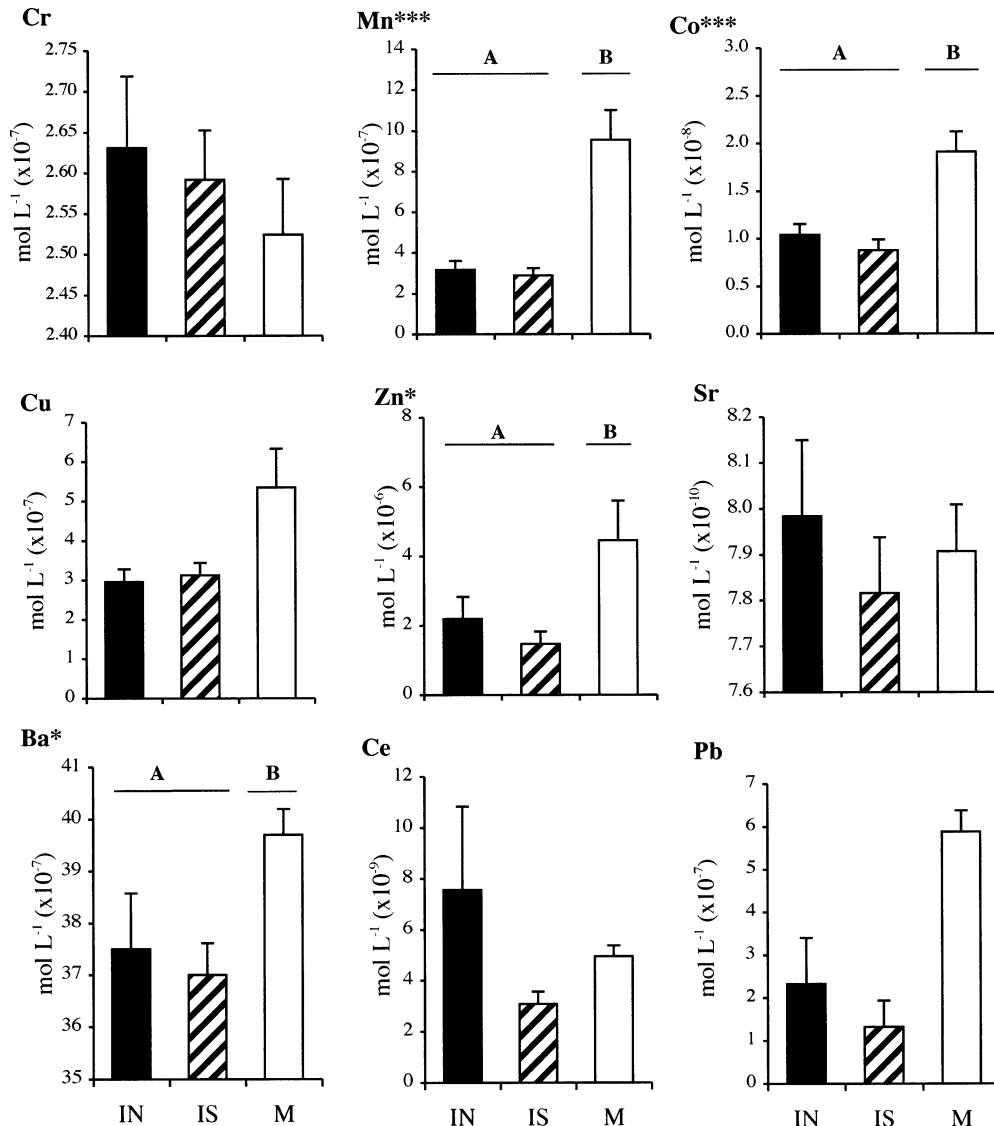 Cr
2.75
2.70
2.65
2.60
2.55
2.50
2.45
2.40
mol L-1 (x10-7)
Mn***
14
12
10
8
6
4
2
0
mol L-1 (x10-7)
A
B
Co***
3.0
2.5
2.0
1.5
1.0
0.5
0.0
mol L-1 (x10-8)
A
B
Cu
7
6
5
4
3
2
1
0
mol L-1 (x10-7)
Zn*
8
6
4
2
0
mol L-1 (x10-6)
A
B
Sr
8.2
8.1
8.0
7.9
7.8
7.7
7.6
mol L-1 (x10-10)
Ba*
41
40
39
38
37
36
35
mol L-1 (x10-7)
A
B
IN IS M
Ce
12
10
8
6
4
2
0
mol L-1 (x10-9)
IN IS M
Pb
7
6
5
4
3
2
1
0
mol L-1 (x10-7)
IN IS M